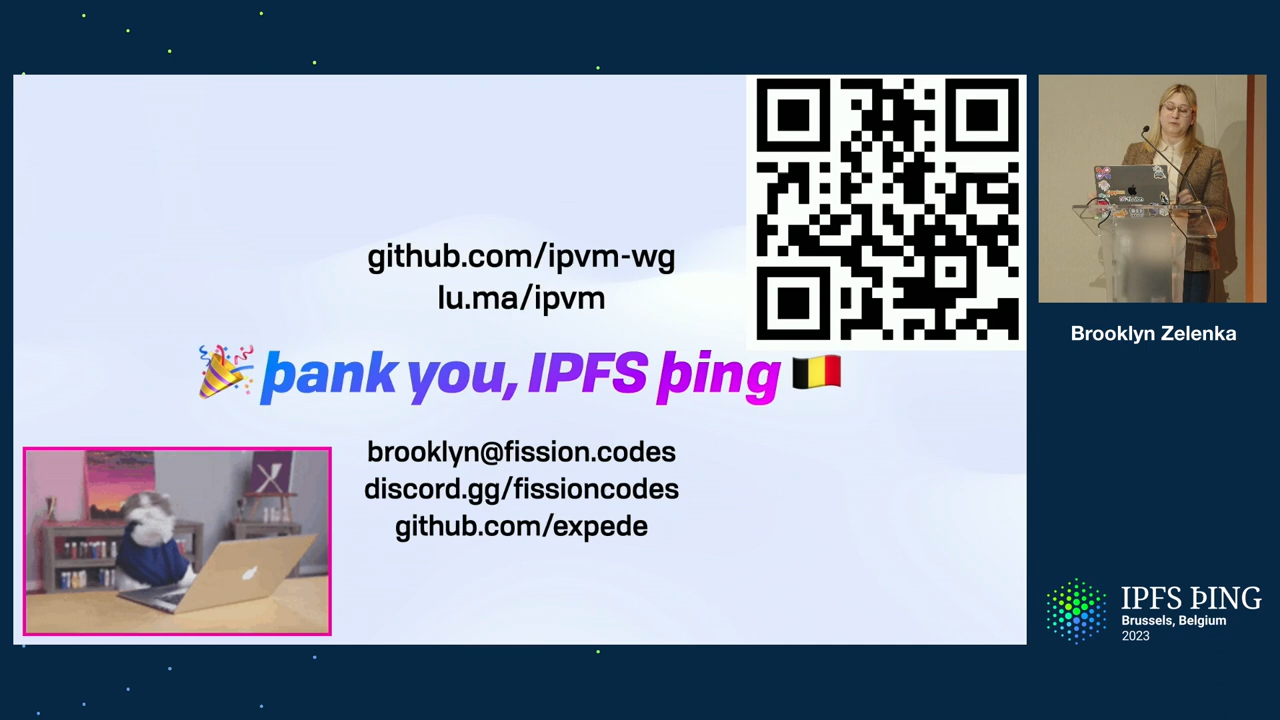 github.com/ipvm-wg
lu.ma/ipvm
🎉 þank you, IPFS þing 🇧🇪
brooklyn@fission.codes
discord.gg/fissioncodes
github.com/expede
Brooklyn Zelenka
IPFS ÞING
Brussels, Belgium
2023